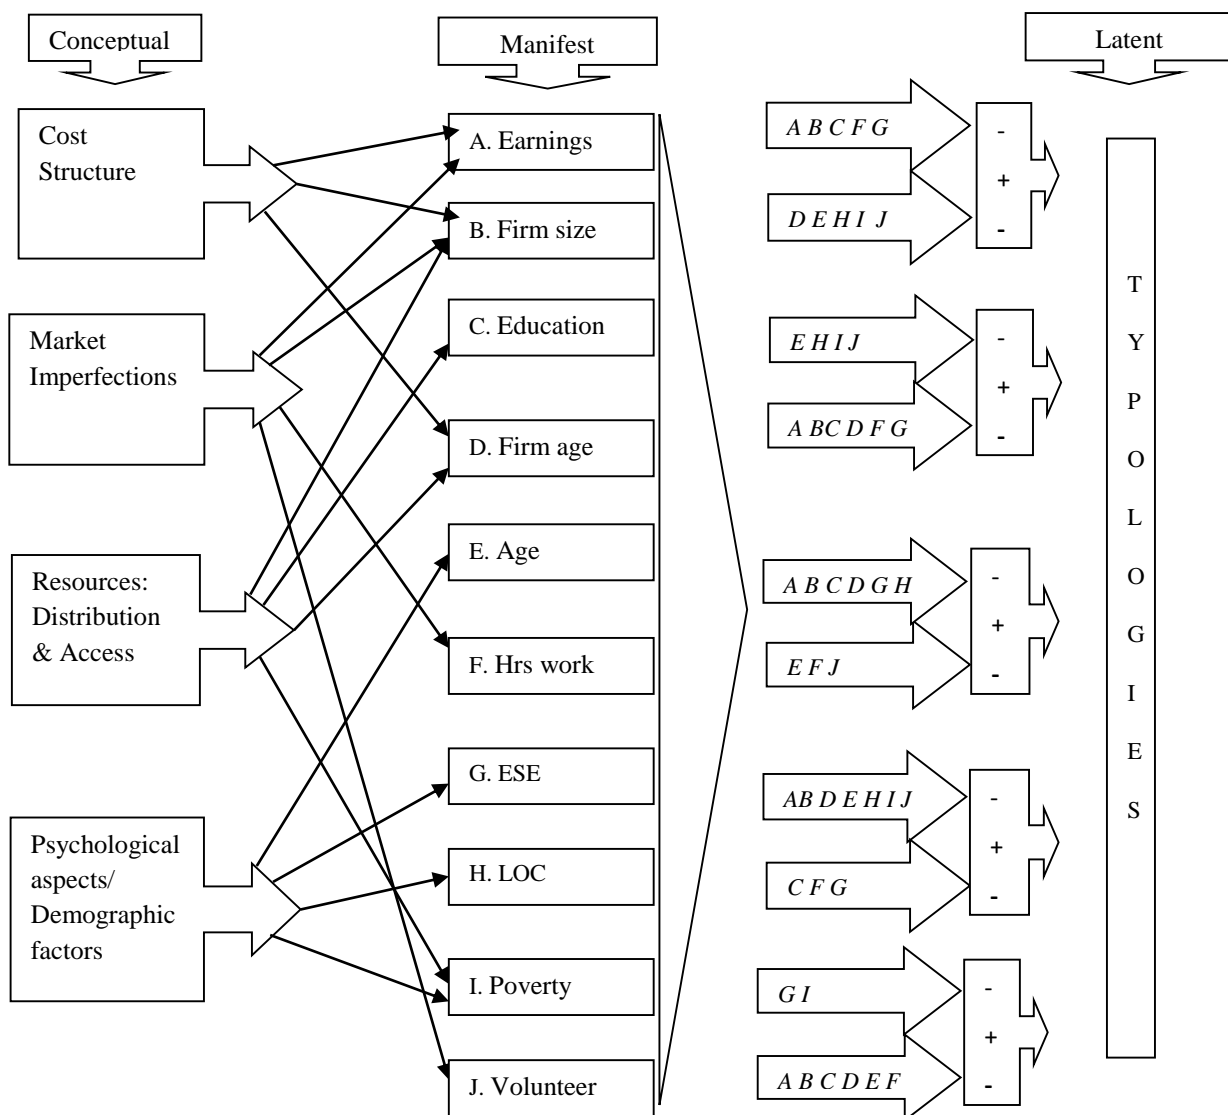 Conceptual
Manifest
Latent
Cost
Structure
Market
Imperfections
Resources:
Distribution
& Access
Psychological
aspects/
Demographic
factors
A. Earnings
B. Firm size
C. Education
D. Firm age
E. Age
F. Hrs work
G. ESE
H. LOC
I. Poverty
J. Volunteer
A B C F G
D E H I J
-
+
-
E H I J
A BC D F G
-
+
-
A B C D G H
E F J
-
+
-
AB D E H I J
C F G
-
+
-
G I
A B C D E F
-
+
-
T
Y
P
O
L
O
G
I
E
S